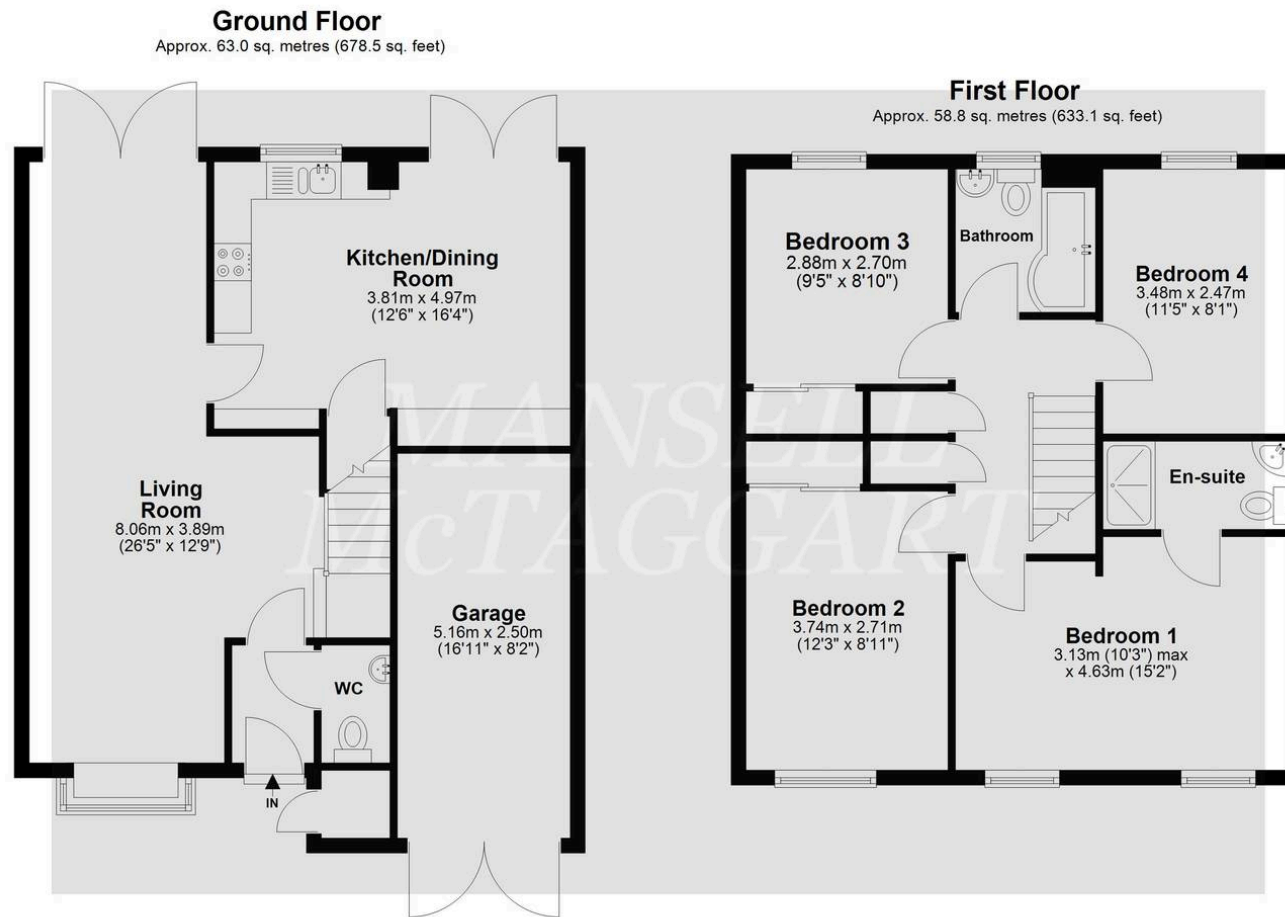 Ground Floor
Approx. 63.0 sq. metres (678.5 sq. feet)
First Floor
Approx. 58.8 sq. metres (633.1 sq. feet)
Kitchen/Dining
Room
3.81m x 4.97m
(12'6" x 16'4")
Living
Room
8.06m x 3.89m
(26'5" x 12'9")
Garage
5.16m x 2.50m
(16'11" x 8'2")
WC
IN
Bedroom 3
2.88m x 2.70m
(9'5" x 8'10")
Bathroom
Bedroom 4
3.48m x 2.47m
(11'5" x 8'1")
En-suite
Bedroom 2
3.74m x 2.71m
(12'3" x 8'11")
Bedroom 1
3.13m (10'3") max
x 4.63m (15'2")
MANSELL
McTAGGART